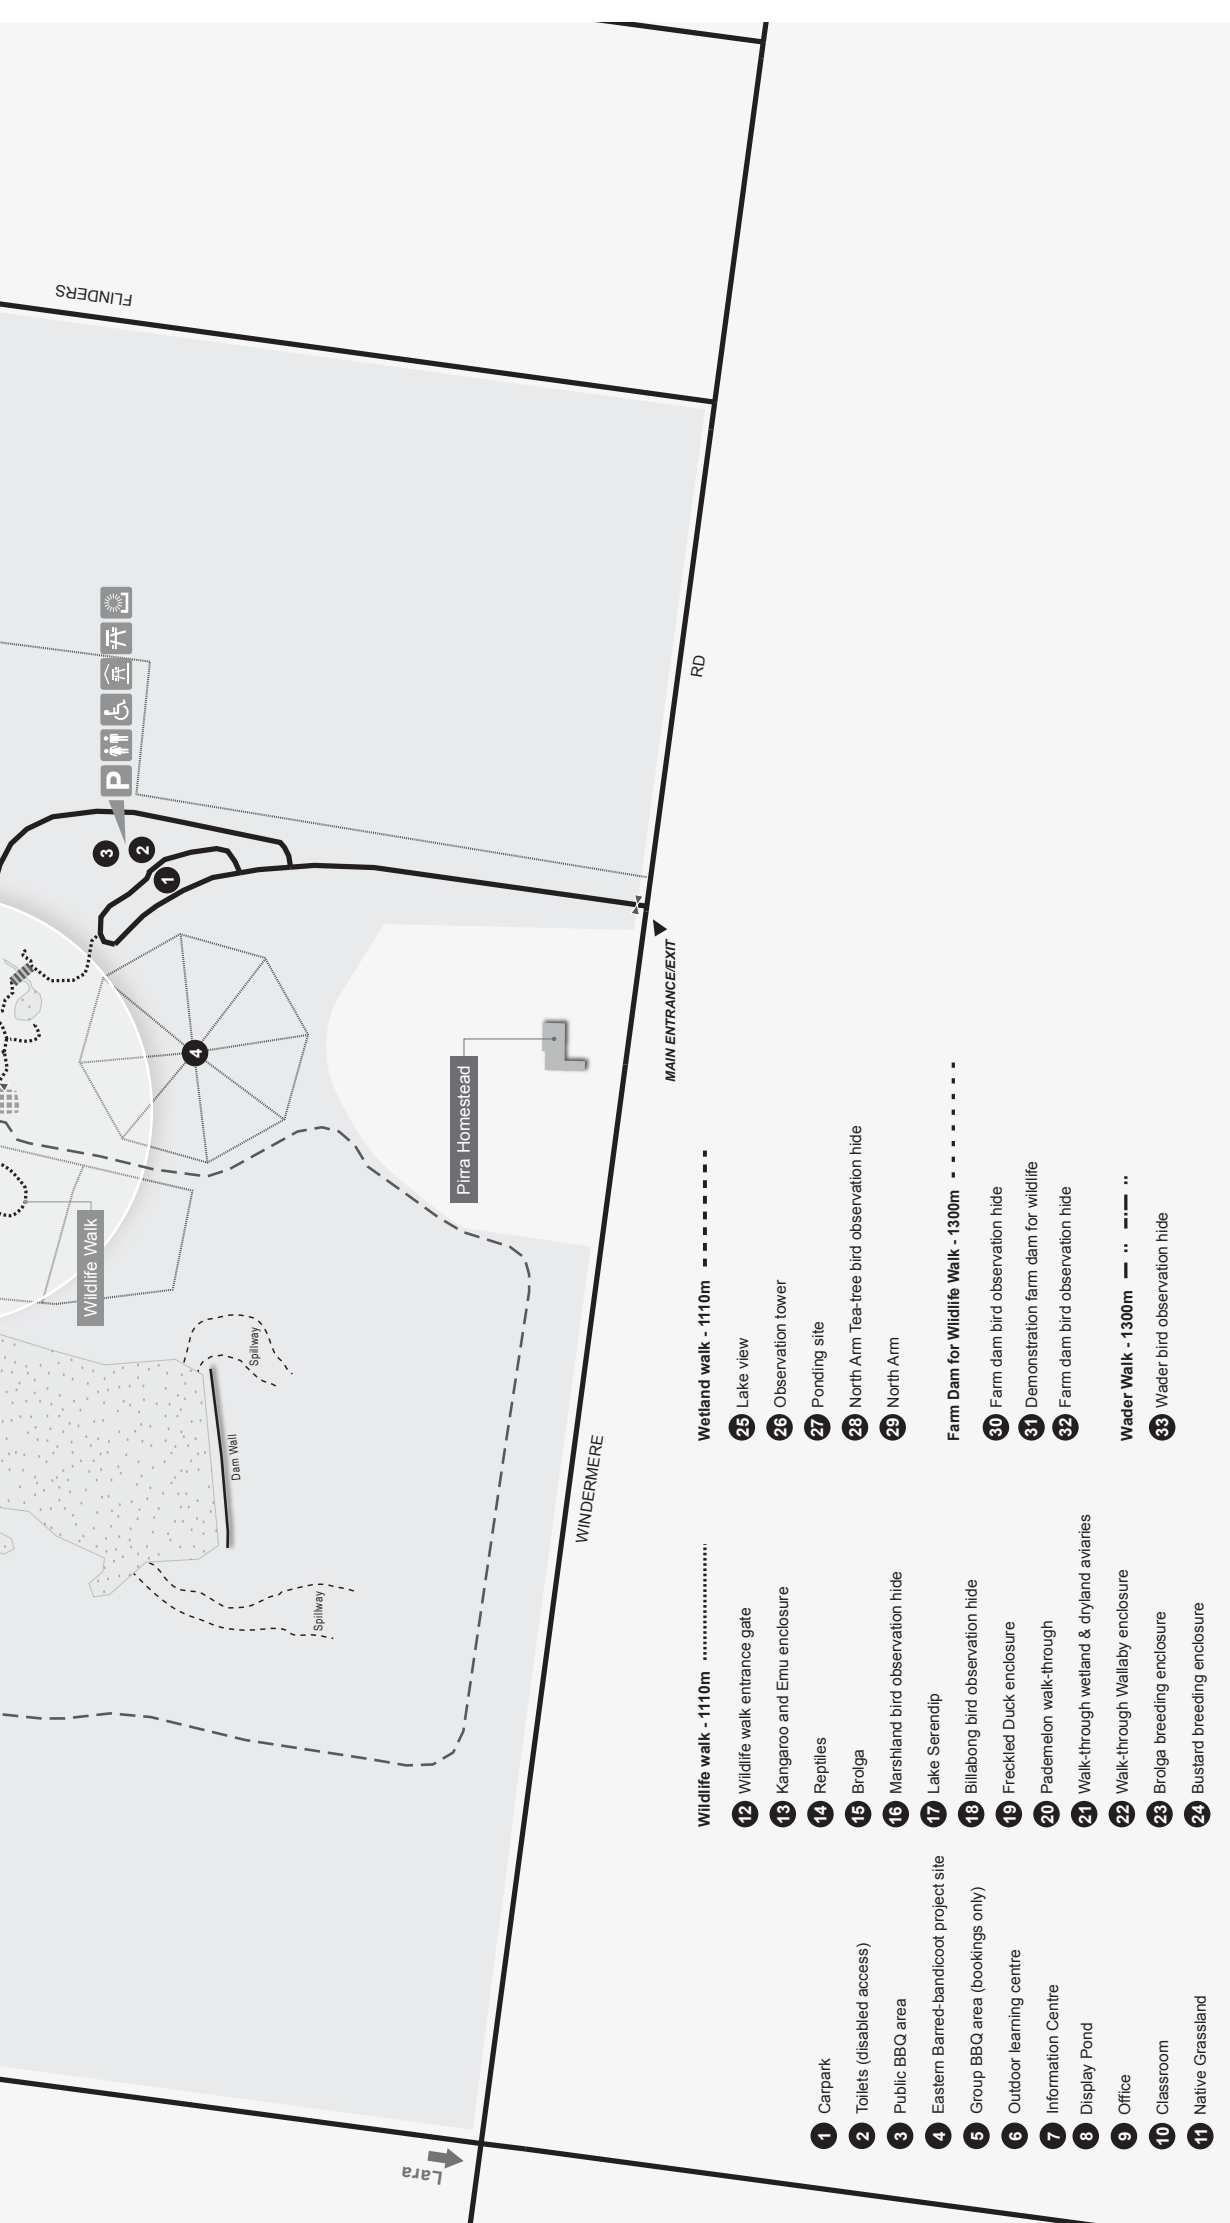 FLINDERS
P
3
2
1
4
RD
MAIN ENTRANCE/EXIT
Pirra Homestead
Wildlife Walk
Spillway
Dam Wall
Spillway
WINDERMERE
Lara
1 Carpark
2 Toilets (disabled access)
3 Public BBQ area
4 Eastern Barred-bandicoot project site
5 Group BBQ area (bookings only)
6 Outdoor learning centre
7 Information Centre
8 Display Pond
9 Office
10 Classroom
11 Native Grassland
Wildlife walk - 1110m
12 Wildlife walk entrance gate
13 Kangaroo and Emu enclosure
14 Reptiles
15 Brolga
16 Marshland bird observation hide
17 Lake Serendip
18 Billabong bird observation hide
19 Freckled Duck enclosure
20 Pademelon walk-through
21 Walk-through wetland & dryland aviaries
22 Walk-through Wallaby enclosure
23 Brolga breeding enclosure
24 Bustard breeding enclosure
Wetland walk - 1110m
25 Lake view
26 Observation tower
27 Ponding site
28 North Arm Tea-tree bird observation hide
29 North Arm
Farm Dam for Wildlife Walk - 1300m
30 Farm dam bird observation hide
31 Demonstration farm dam for wildlife
32 Farm dam bird observation hide
Wader Walk - 1300m
33 Wader bird observation hide